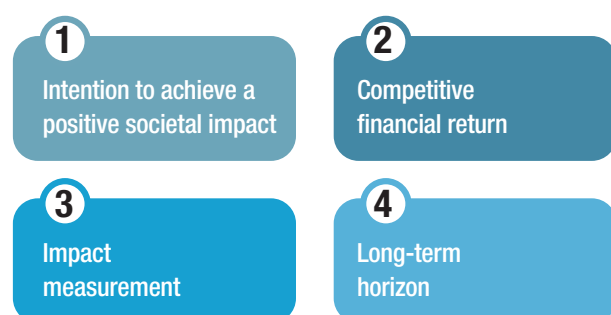 1
Intention to achieve a
positive societal impact
2
Competitive
financial return
3
Impact
measurement
4
Long-term
horizon